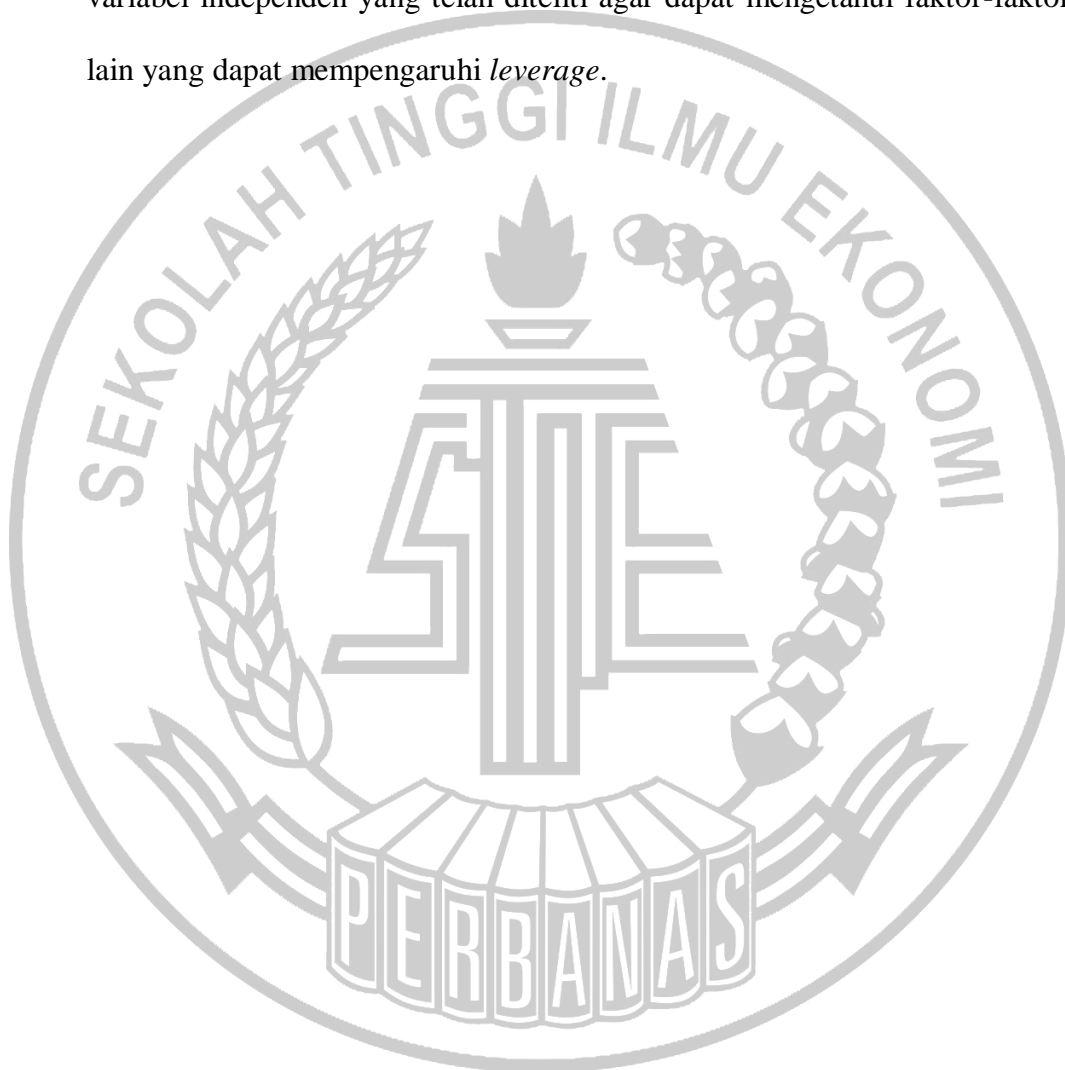 variabel independen yang telah diteliti agar dapat mengetahui faktor-faktor
lain yang dapat mempengaruhi leverage.
SEKOLAH TINGGI ILMU EKONOMI
STIE
PERBANAS